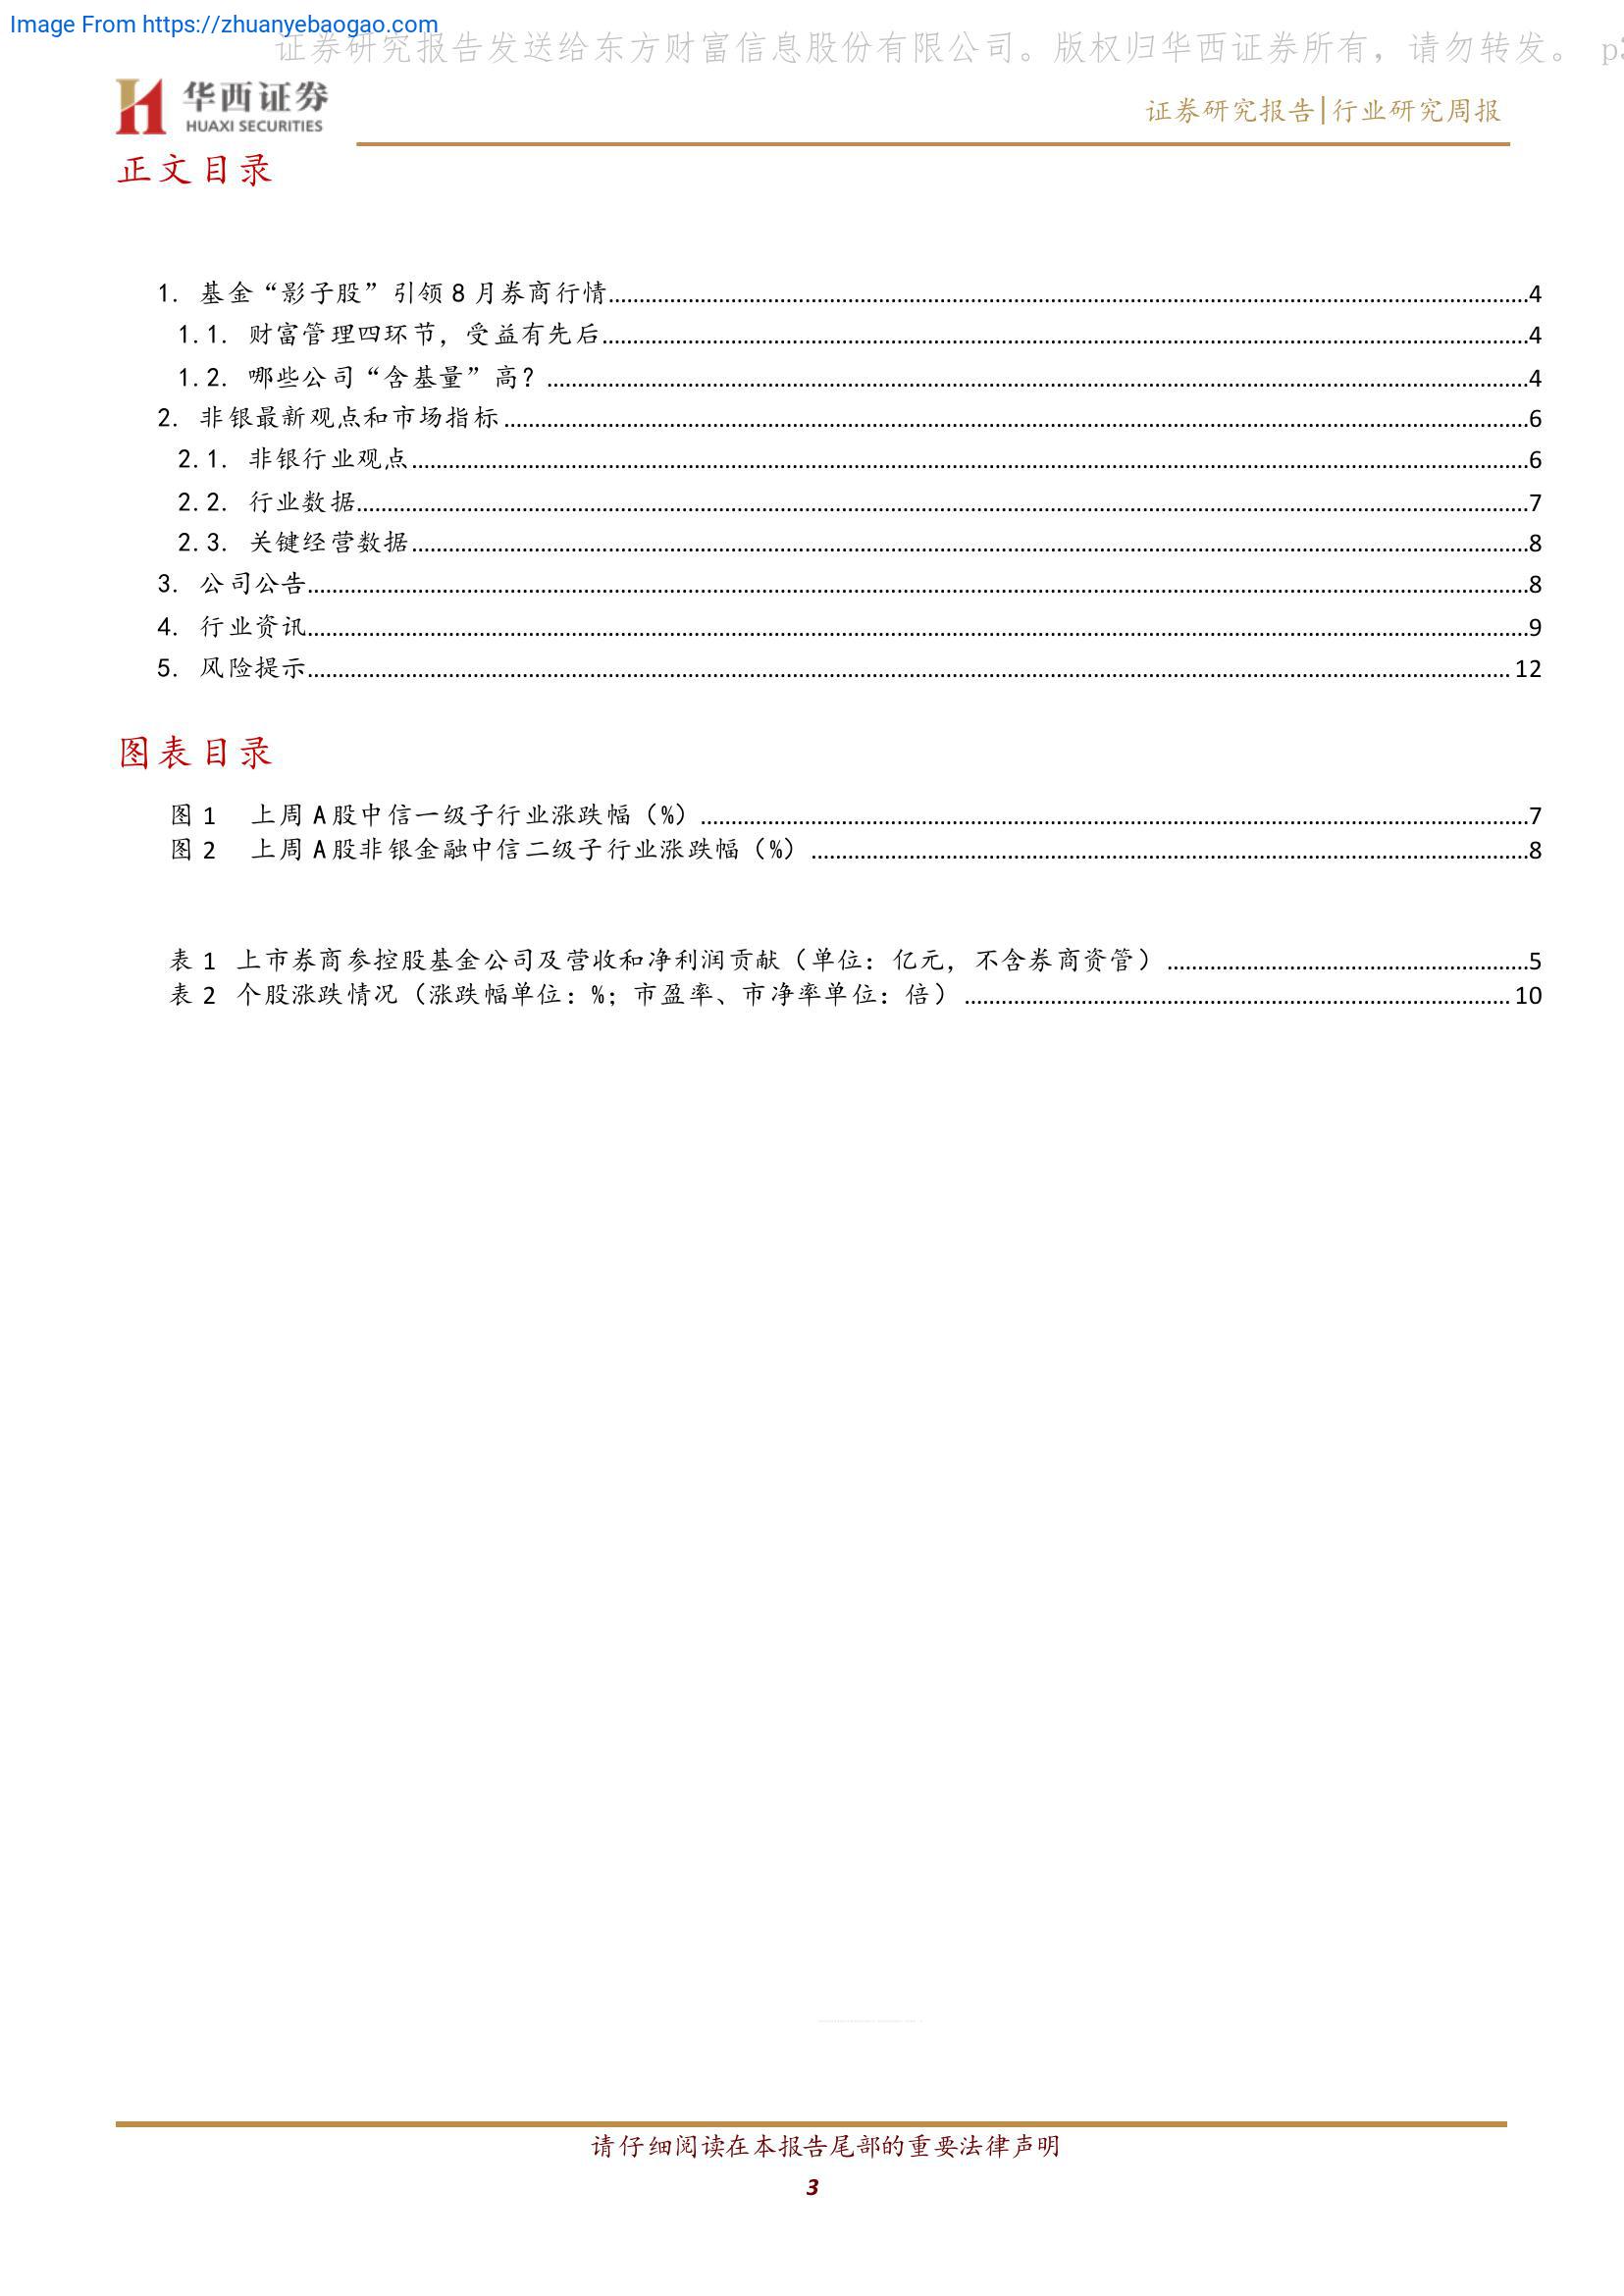 Image From https://zhuanyebaogao.com
证券研究报告发送给东方财富信息股份有限公司。版权归华西证券所有，请勿转发。 p3
华西证券
HUAXI SECURITIES
证券研究报告|行业研究周报
正文目录
1. 基金“影子股”引领 8 月券商行情 4
1.1. 财富管理四环节，受益有先后 4
1.2. 哪些公司“含基量”高？ 4
2. 非银最新观点和市场指标 6
2.1. 非银行业观点 6
2.2. 行业数据 7
2.3. 关键经营数据 8
3. 公司公告 8
4. 行业资讯 9
5. 风险提示 12
图表目录
图 1 上周 A 股中信一级子行业涨跌幅（%） 7
图 2 上周 A 股非银金融中信二级子行业涨跌幅（%） 8
表 1 上市券商参控股基金公司及营收和净利润贡献（单位：亿元，不含券商资管） 5
表 2 个股涨跌情况（涨跌幅单位：%；市盈率、市净率单位：倍） 10
请仔细阅读在本报告尾部的重要法律声明
3